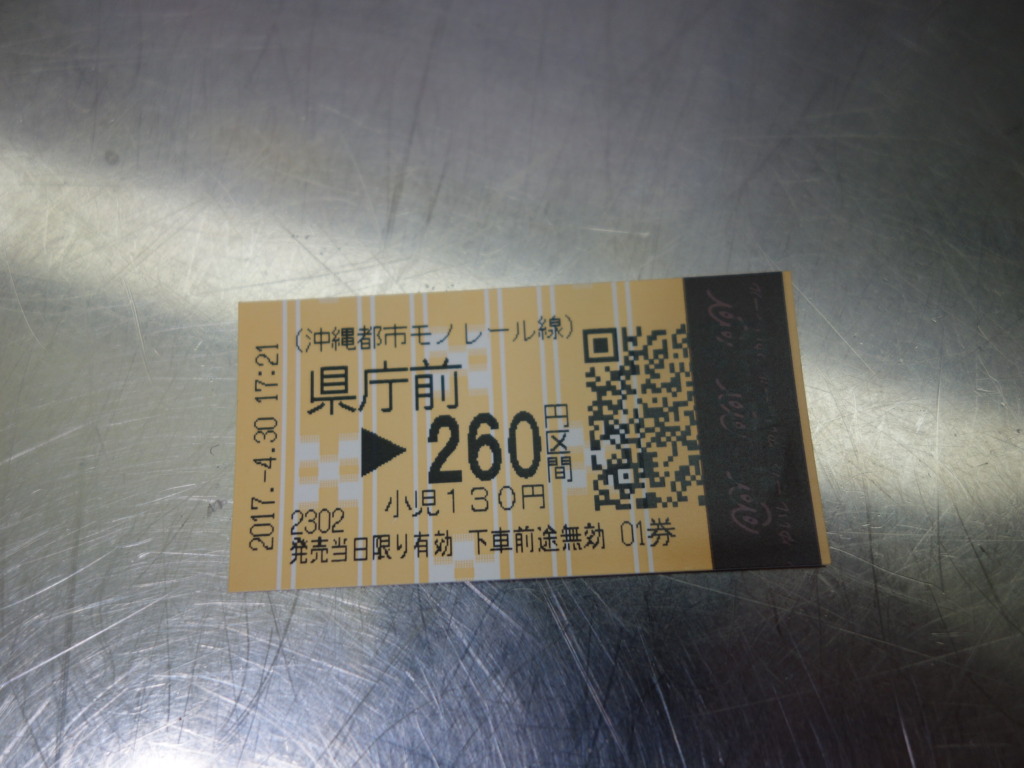 2017.-4.30 17:21
(沖縄都市モノレール線)
県庁前
▶260円区間
小児130円
2302
発売当日限り有効 下車前途無効 01券